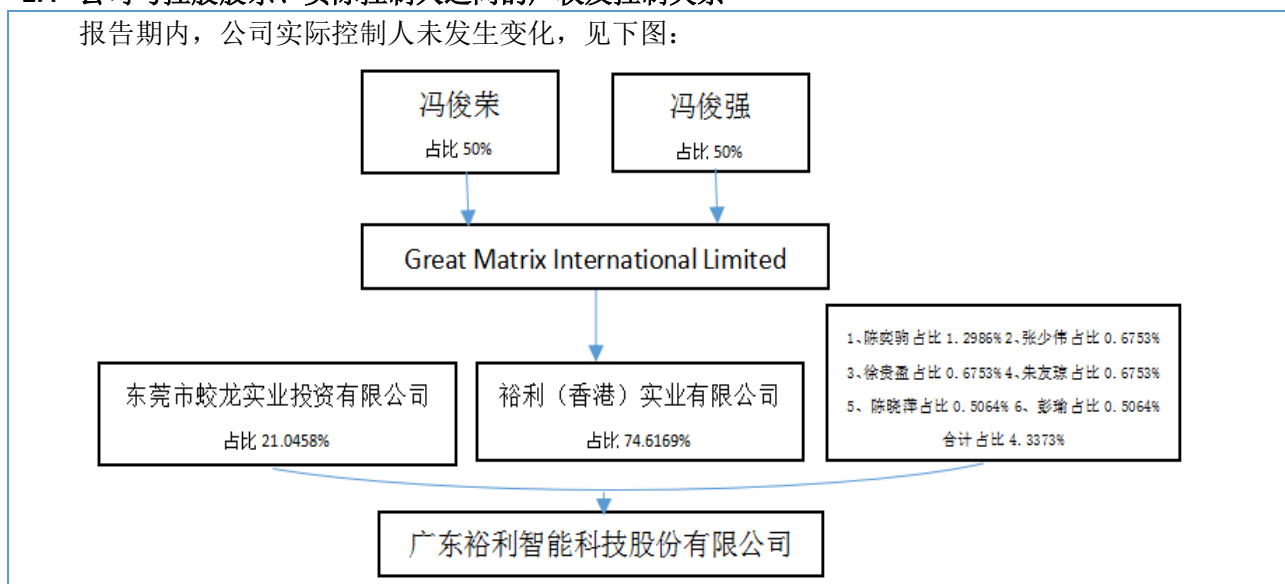 报告期内，公司实际控制人未发生变化，见下图：
冯俊荣
占比 50%
冯俊强
占比 50%
Great Matrix International Limited
东莞市蛟龙实业投资有限公司
占比 21.0458%
裕利（香港）实业有限公司
占比 74.6169%
1、陈奕驹占比 1.2986% 2、张少伟占比 0.6753%
3、徐贵盈占比 0.6753% 4、朱友琼占比 0.6753%
5、陈晓萍占比 0.5064% 6、彭瑜占比 0.5064%
合计占比 4.3373%
广东裕利智能科技股份有限公司